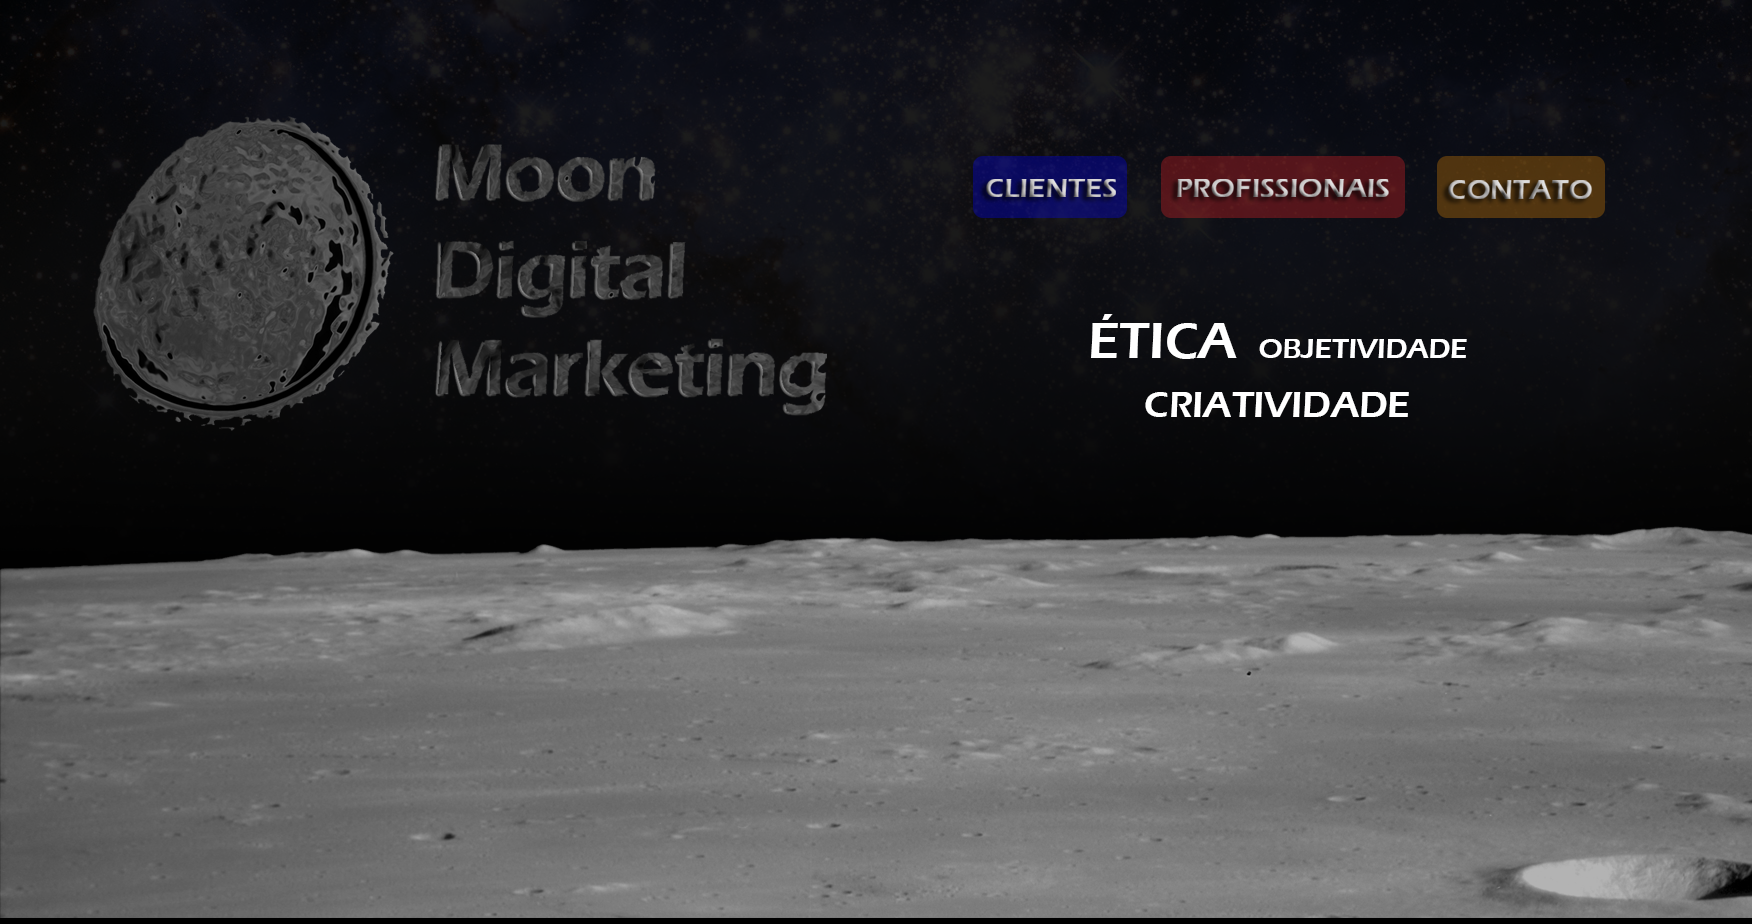 Moon
Digital
Marketing
CLIENTES PROFISSIONAIS CONTATO
ÉTICA OBJETIVIDADE
CRIATIVIDADE